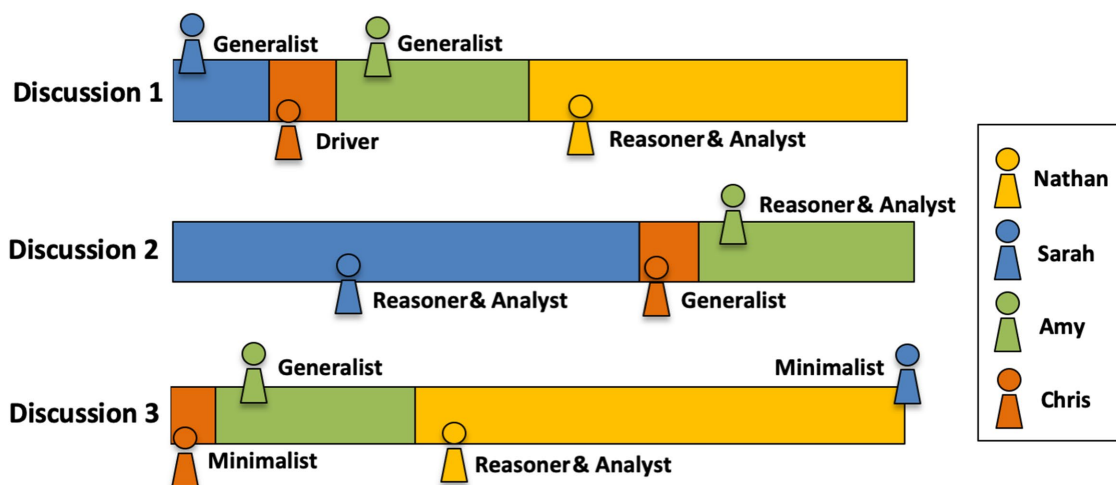 Generalist
Generalist
Discussion 1
Driver
Reasoner & Analyst
Reasoner & Analyst
Discussion 2
Reasoner & Analyst
Generalist
Generalist
Minimalist
Discussion 3
Minimalist
Reasoner & Analyst
Nathan
Sarah
Amy
Chris